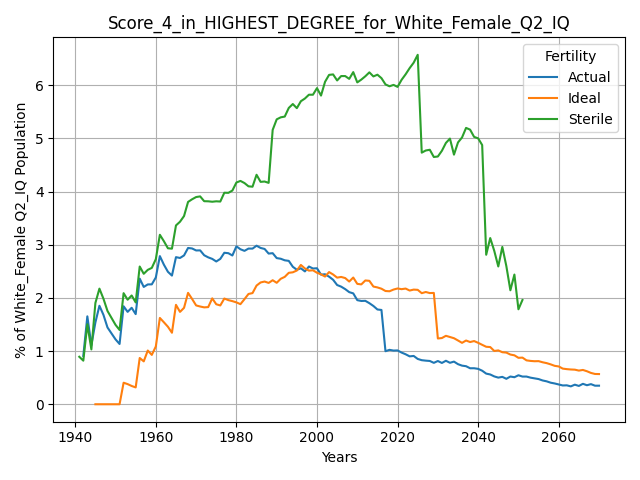 Score_4_in_HIGHEST_DEGREE_for_White_Female_Q2_IQ
% of White_Female Q2_IQ Population
6
5
4
3
2
1
0
Fertility
Actual
Ideal
Sterile
1940 1960 1980 2000 2020 2040 2060
Years